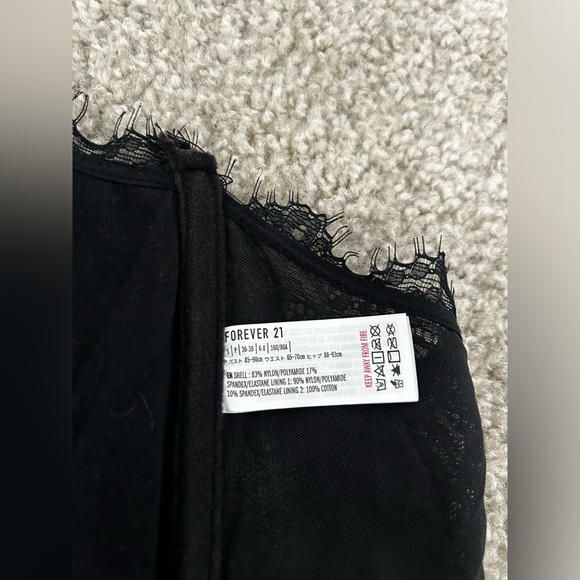 FOREVER 21
S | P | 36-38 | 6-8 | 160/86A
バスト 85-90cm ウエスト 65-70cm ヒップ 88-93cm
EN SHELL : 83% NYLON/POLYAMIDE 17%
SPANDEX/ELASTANE LINING 1: 90% NYLON/POLYAMIDE
10% SPANDEX/ELASTANE LINING 2: 100% COTTON
KEEP AWAY FROM FIRE